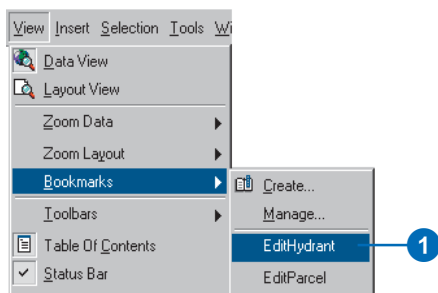 View Insert Selection Tools Wi
Data View
Layout View
Zoom Data
Zoom Layout
Bookmarks
Create...
Toolbars
Manage...
Table Of Contents
EditHydrant 1
Status Bar
EditParcel